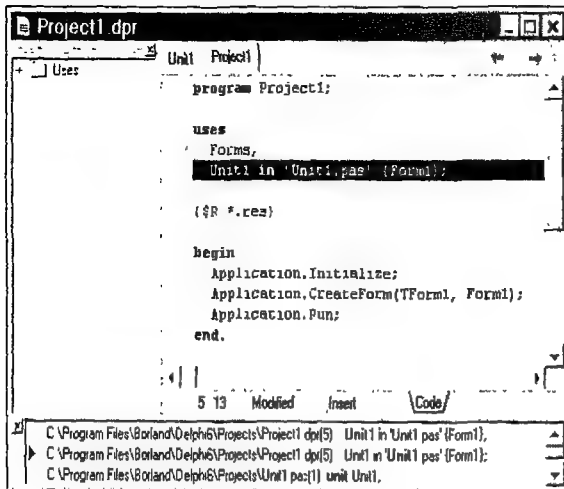 Project1.dpr
Uses
Unit1 Project1
program Project1;
uses
Forms,
Unit1 in 'Unit1.pas' {Form1};
{$R *.res}
begin
Application.Initialize;
Application.CreateForm(TForm1, Form1);
Application.Run;
end.
5 13 Modified Insert Code
C \Program Files\Borland\Delphi6\Projects\Project1 dpr(5) Unit1 in 'Unit1 pas' {Form1},
C \Program Files\Borland\Delphi6\Projects\Project1 dpr(5) Unit1 in 'Unit1 pas' {Form1};
C \Program Files\Borland\Delphi6\Projects\Unit1 pas(1) unit Unit1,